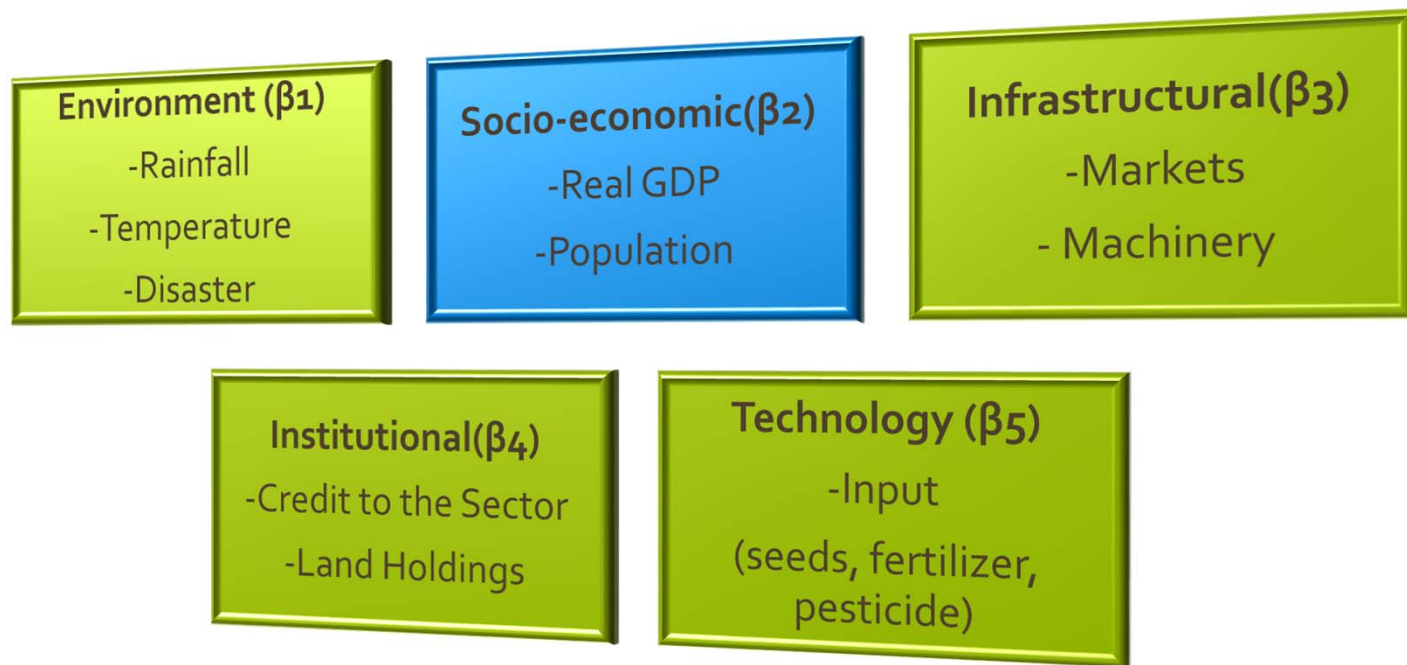 Environment (β1)
-Rainfall
-Temperature
-Disaster
Socio-economic(β2)
-Real GDP
-Population
Infrastructural(β3)
-Markets
- Machinery
Institutional(β4)
-Credit to the Sector
-Land Holdings
Technology (β5)
-Input
(seeds, fertilizer,
pesticide)